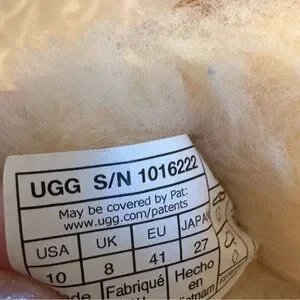 UGG S/N 1016222
May be covered by Pat:
www.ugg.com/patents
USA UK EU JAPAN
10 8 41 27
Fabriqué Hecho
en